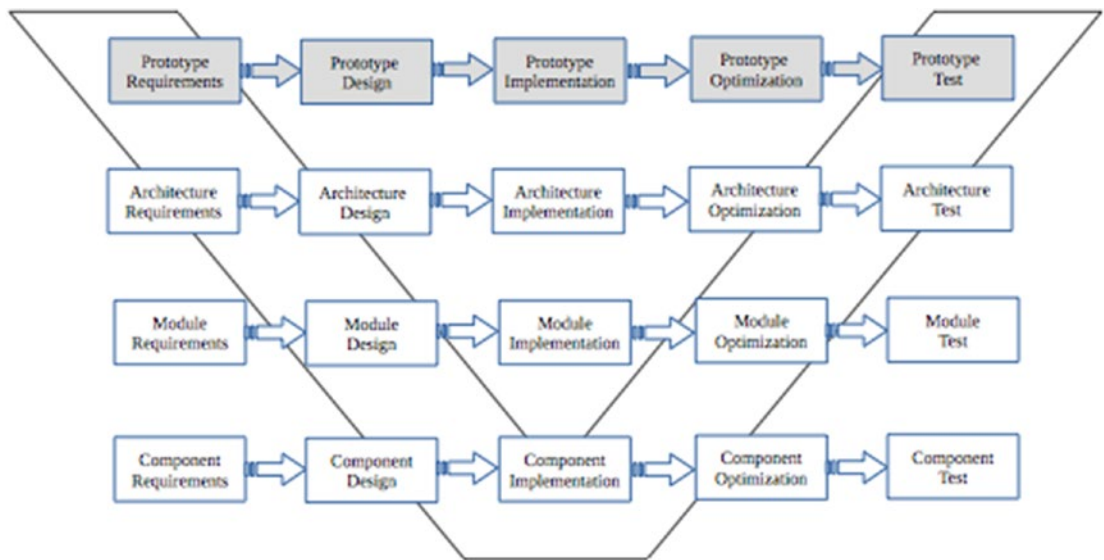 Prototype
Requirements
Prototype
Design
Prototype
Implementation
Prototype
Optimization
Prototype
Test
Architecture
Requirements
Architecture
Design
Architecture
Implementation
Architecture
Optimization
Architecture
Test
Module
Requirements
Module
Design
Module
Implementation
Module
Optimization
Module
Test
Component
Requirements
Component
Design
Component
Implementation
Component
Optimization
Component
Test